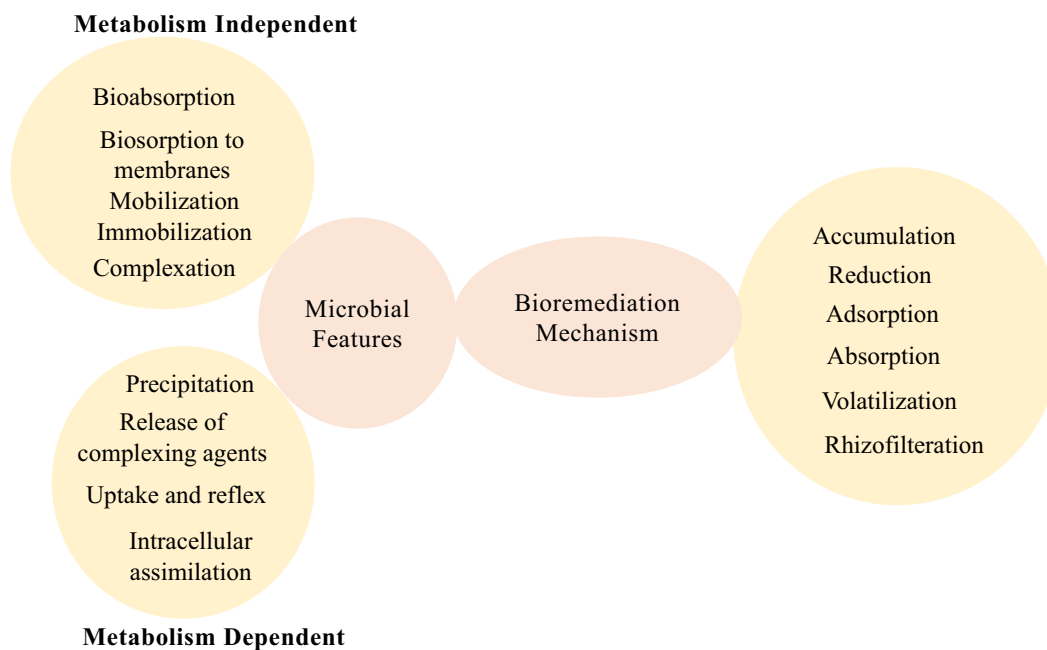 Metabolism Independent
Bioabsorption
Biosorption to
membranes
Mobilization
Immobilization
Complexation
Microbial
Features
Bioremediation
Mechanism
Accumulation
Reduction
Adsorption
Absorption
Volatilization
Rhizofilteration
Precipitation
Release of
complexing agents
Uptake and reflex
Intracellular
assimilation
Metabolism Dependent